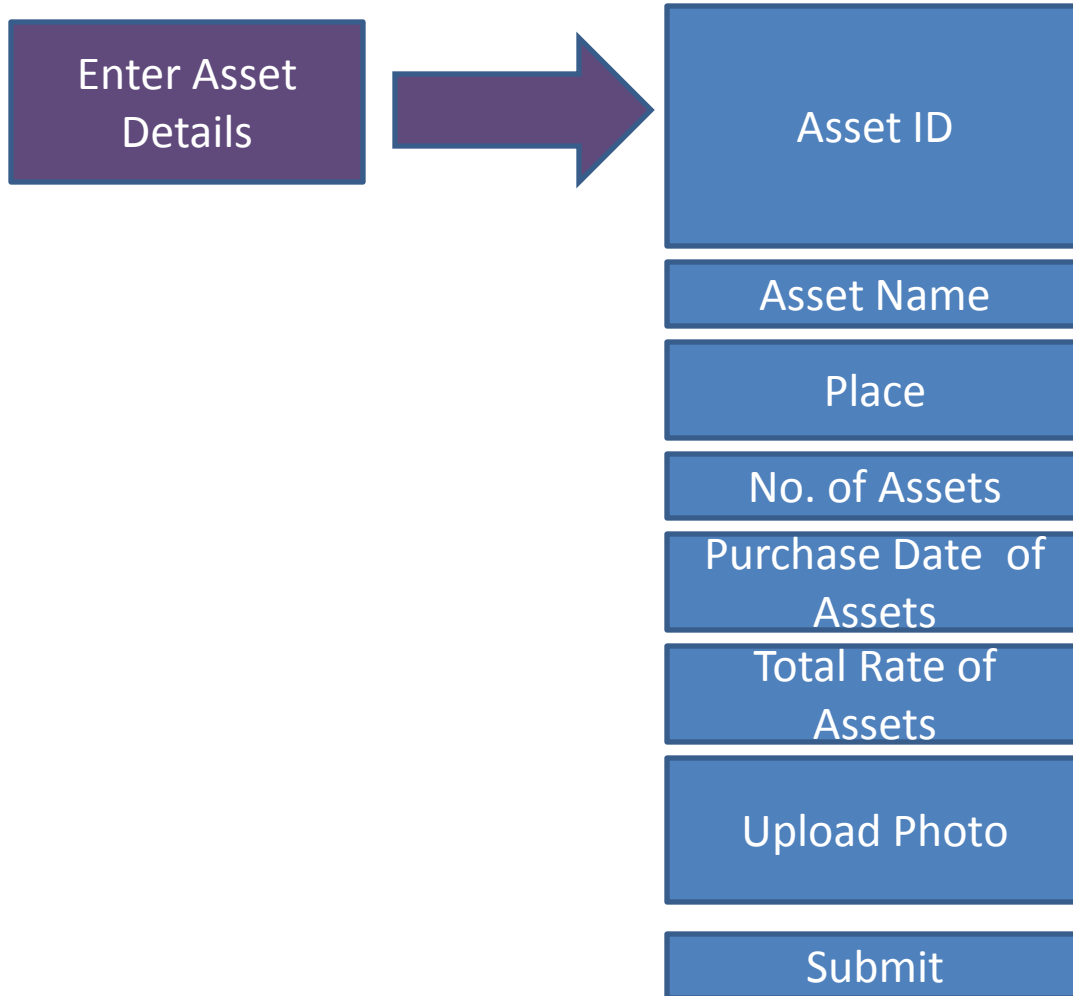 Enter Asset
Details
Asset ID
Asset Name
Place
No. of Assets
Purchase Date  of
Assets
Total Rate of
Assets
Upload Photo
Submit